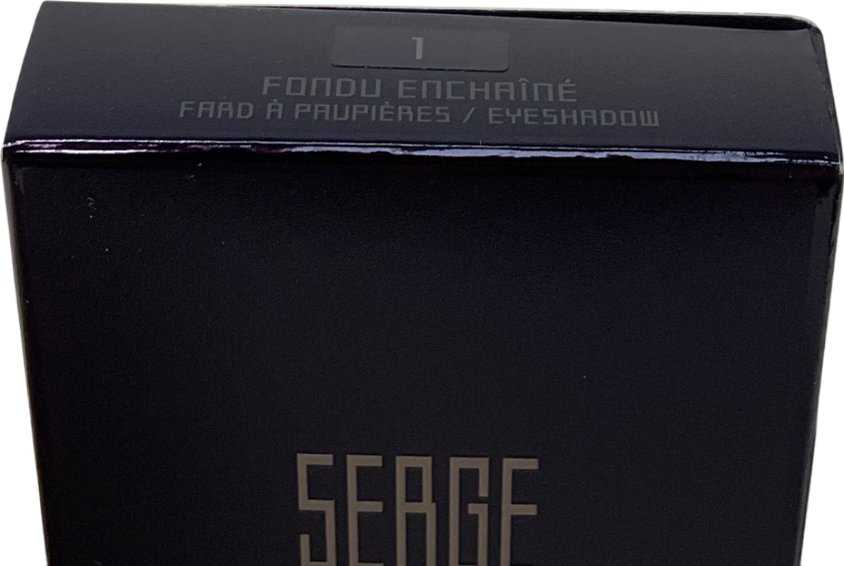 1
FONDU ENCHAÎNÉ
FARD À PAUPIÈRES / EYESHADOW
SERGE